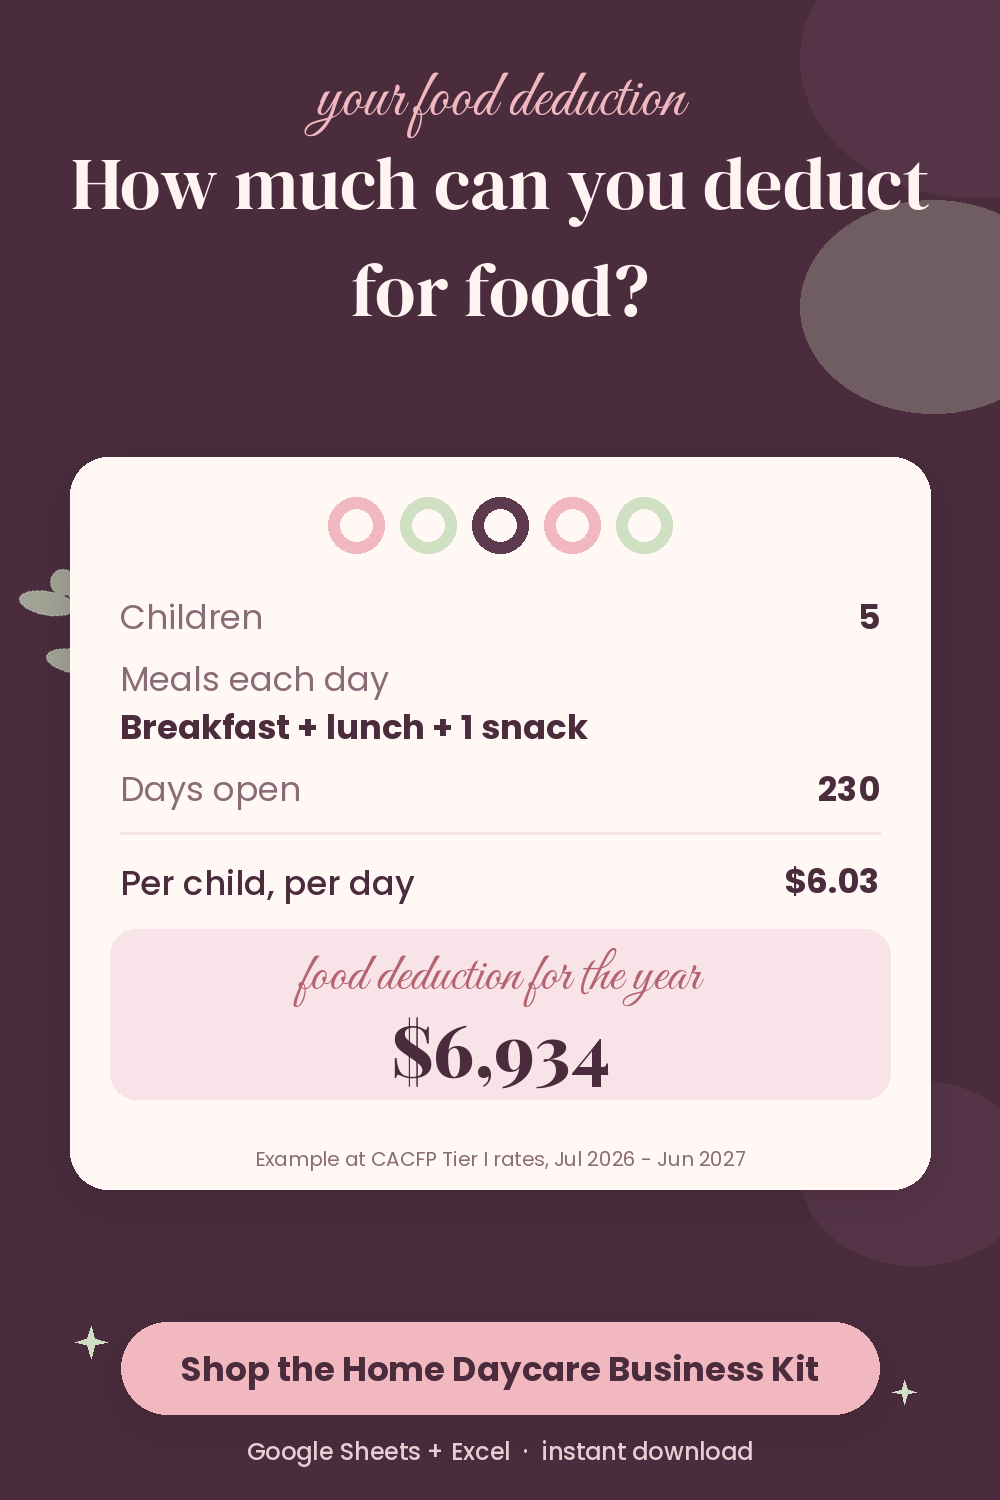 your food deduction
How much can you deduct
for food?
Children 5
Meals each day
Breakfast + lunch + 1 snack
Days open 230
Per child, per day $6.03
food deduction for the year
$6,934
Example at CACFP Tier I rates, Jul 2026 - Jun 2027
Shop the Home Daycare Business Kit
Google Sheets + Excel · instant download